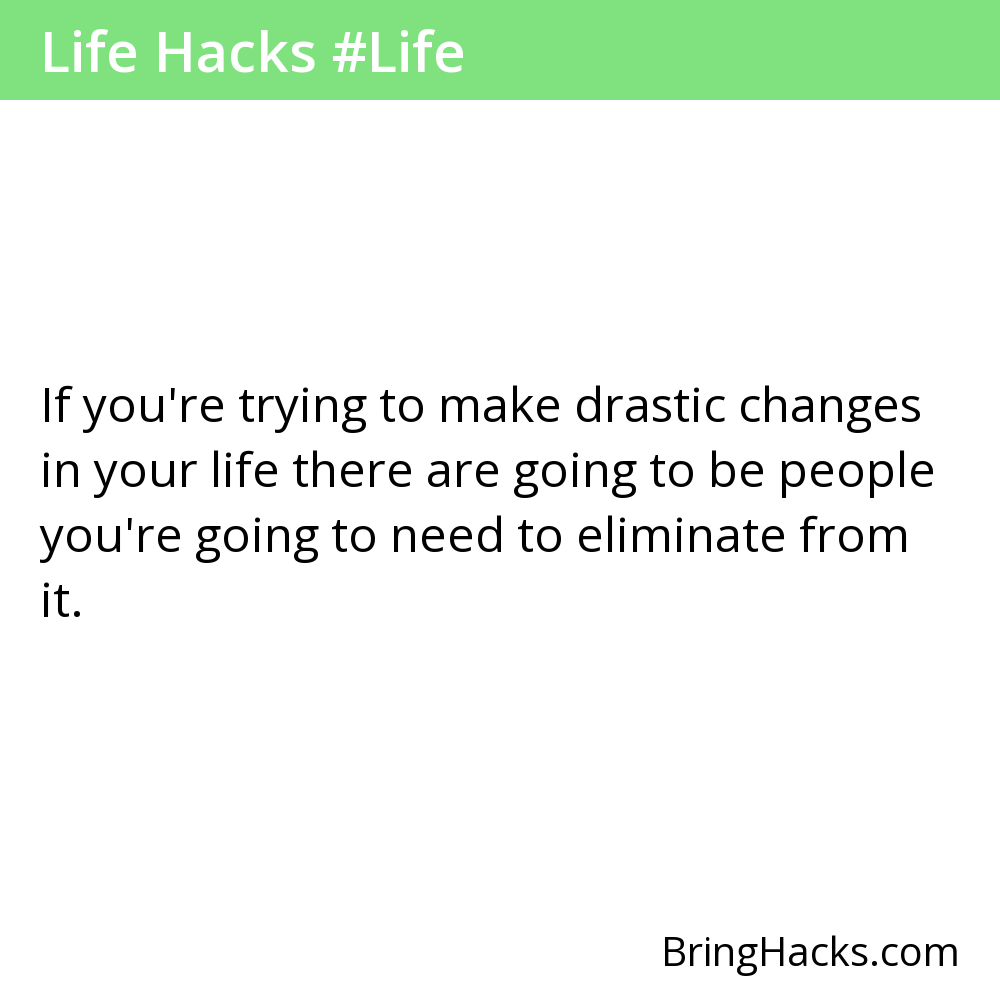 Life Hacks #Life
If you're trying to make drastic changes
in your life there are going to be people
you're going to need to eliminate from
it.
BringHacks.com